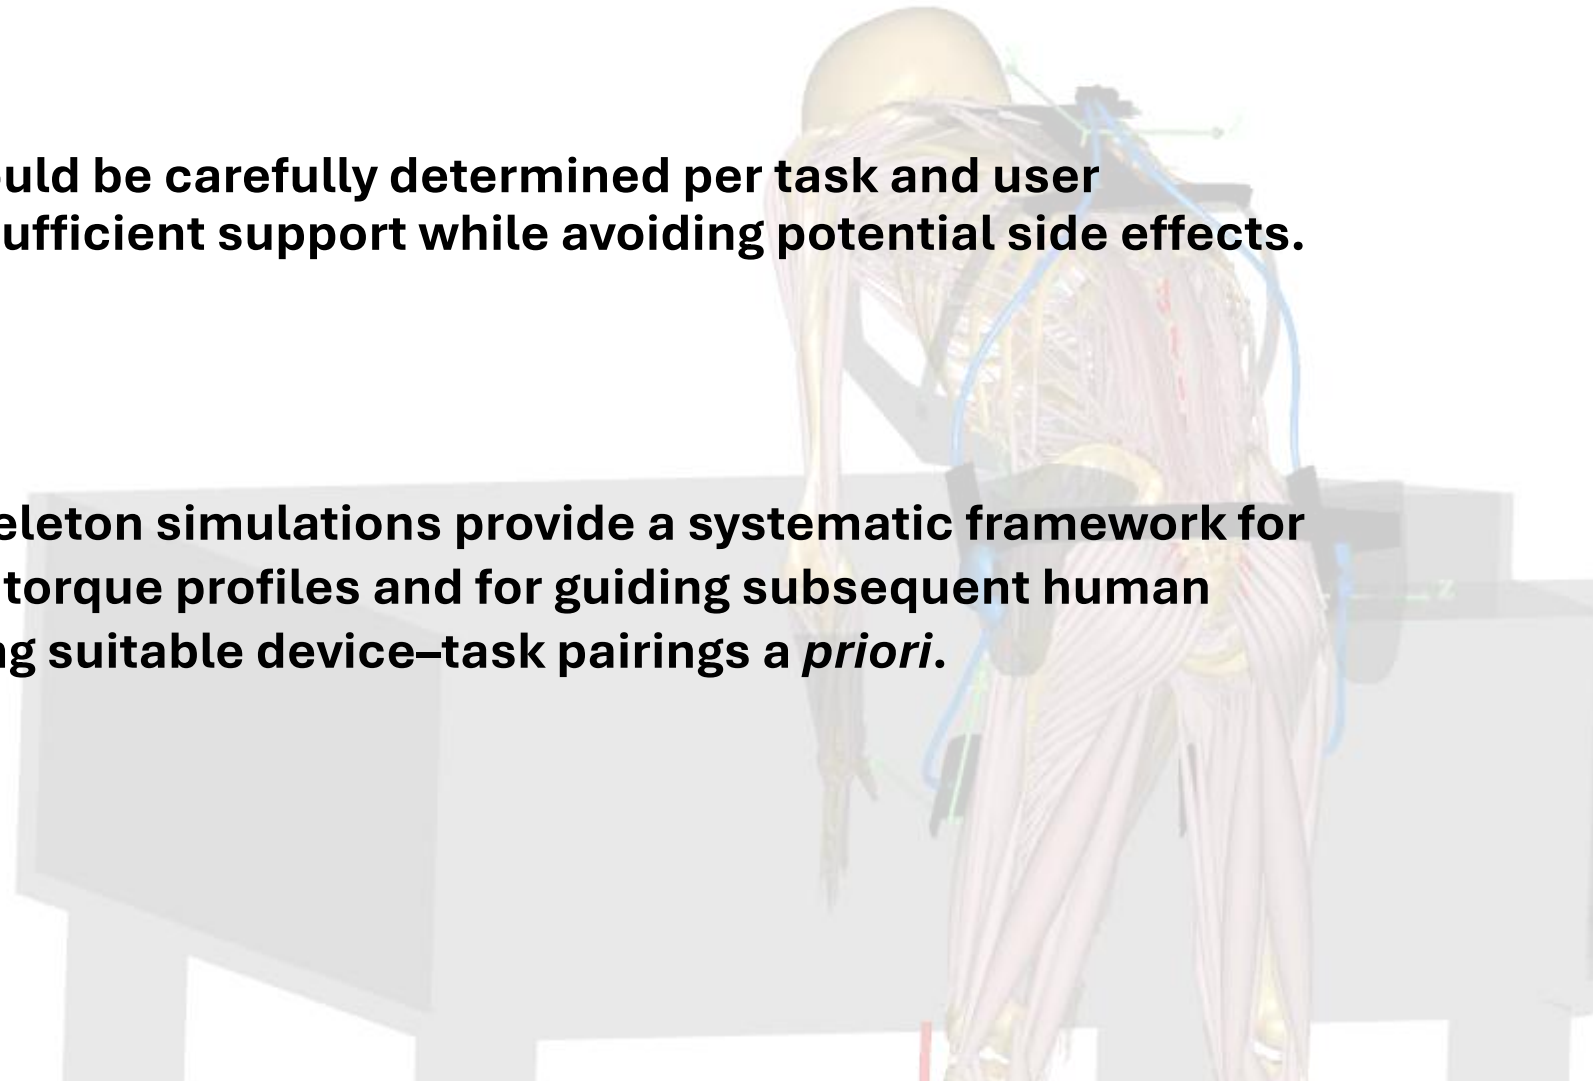 ould be carefully determined per task and user
ufficient support while avoiding potential side effects.
eleton simulations provide a systematic framework for
torque profiles and for guiding subsequent human
ng suitable device–task pairings a priori.